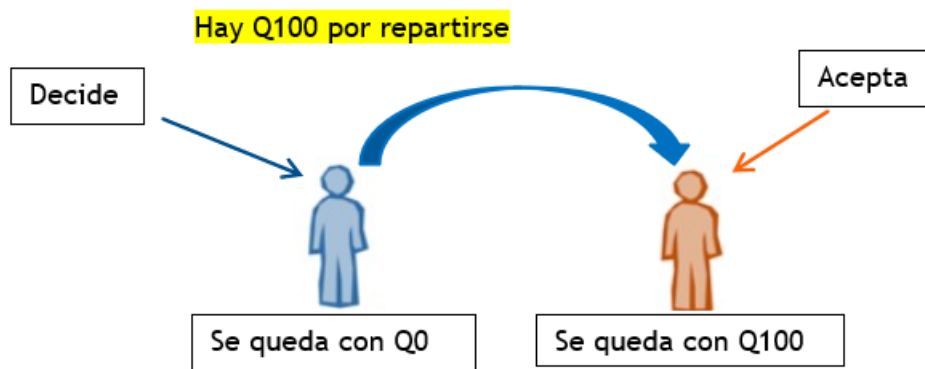 Hay Q100 por repartirse
Decide
Acepta
Se queda con Q0
Se queda con Q100